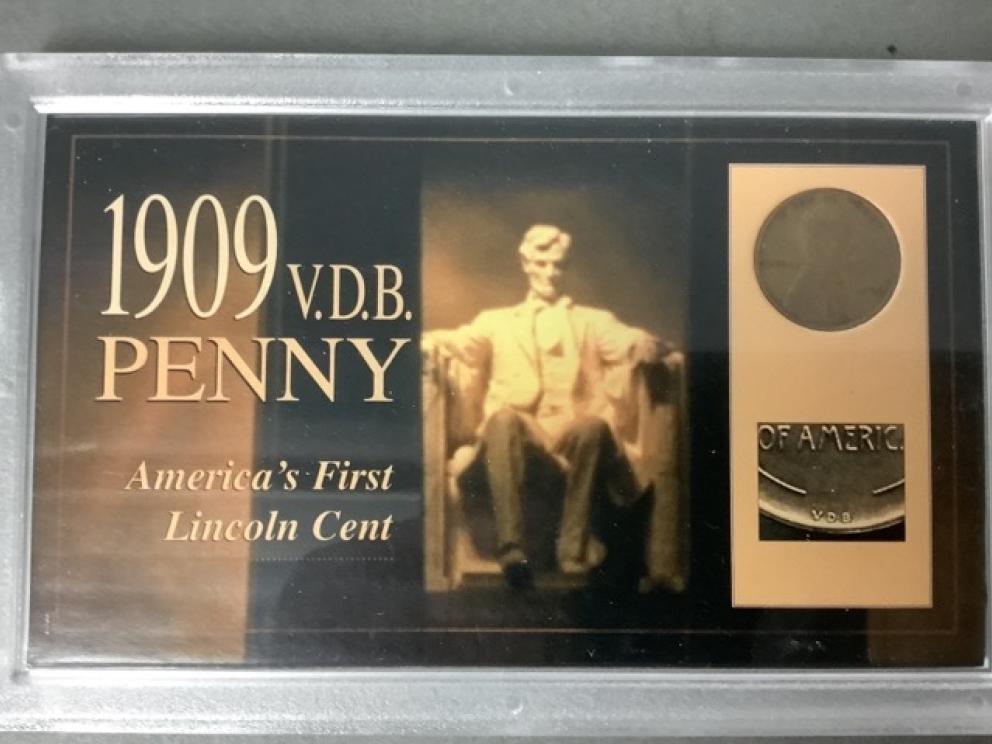 1909 V.D.B.
PENNY
America's First
Lincoln Cent
OF AMERIC
V.D.B